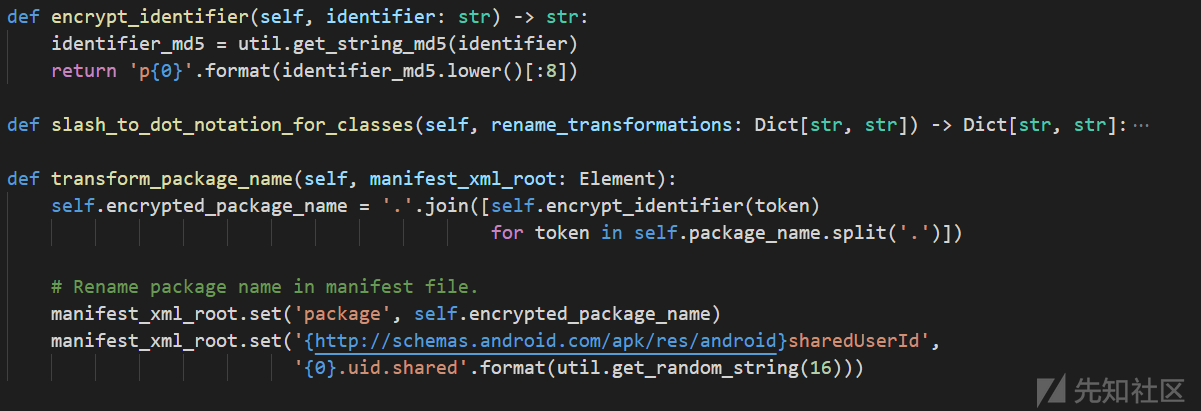 def encrypt_identifier(self, identifier: str) -> str:
    identifier_md5 = util.get_string_md5(identifier)
    return 'p{0}'.format(identifier_md5.lower()[:8])
def slash_to_dot_notation_for_classes(self, rename_transformations: Dict[str, str]) -> Dict[str, str]:···
def transform_package_name(self, manifest_xml_root: Element):
    self.encrypted_package_name = '.'.join([self.encrypt_identifier(token)
                                            for token in self.package_name.split('.')])
    # Rename package name in manifest file.
    manifest_xml_root.set('package', self.encrypted_package_name)
    manifest_xml_root.set('{http://schemas.android.com/apk/res/android}sharedUserId',
                          '{0}.uid.shared'.format(util.get_random_string(16)))
先知社区